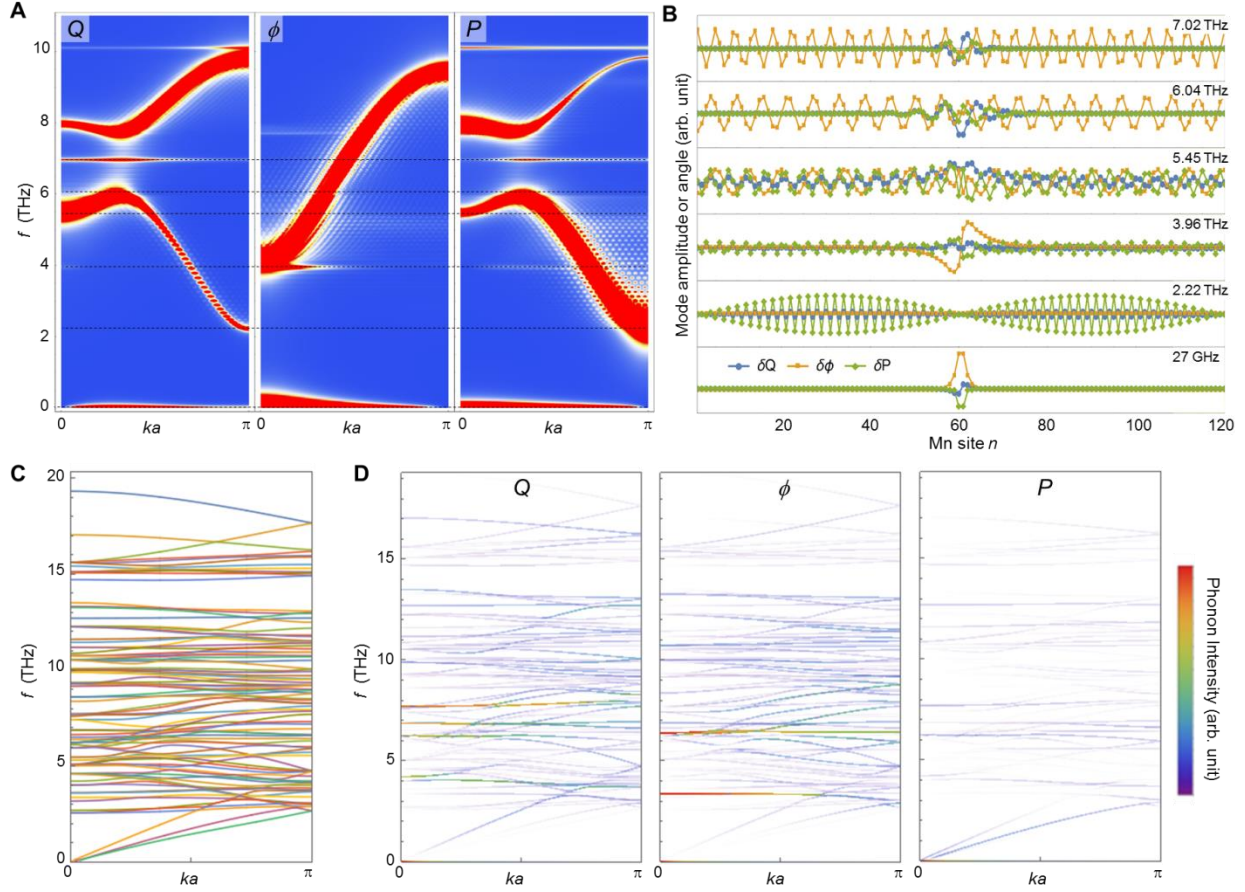 A
Q
ϕ
P
10
8
6
4
2
0
f (THz)
0
ka
π
0
ka
π
0
ka
π
B
7.02 THz
6.04 THz
5.45 THz
3.96 THz
2.22 THz
27 GHz
δQ
δϕ
δP
Mode amplitude or angle (arb. unit)
20
40
60
80
100
120
Mn site n
C
20
15
10
5
0
f (THz)
0
ka
π
D
Q
ϕ
P
15
10
5
0
f (THz)
0
ka
π
0
ka
π
0
ka
π
Phonon Intensity (arb. unit)